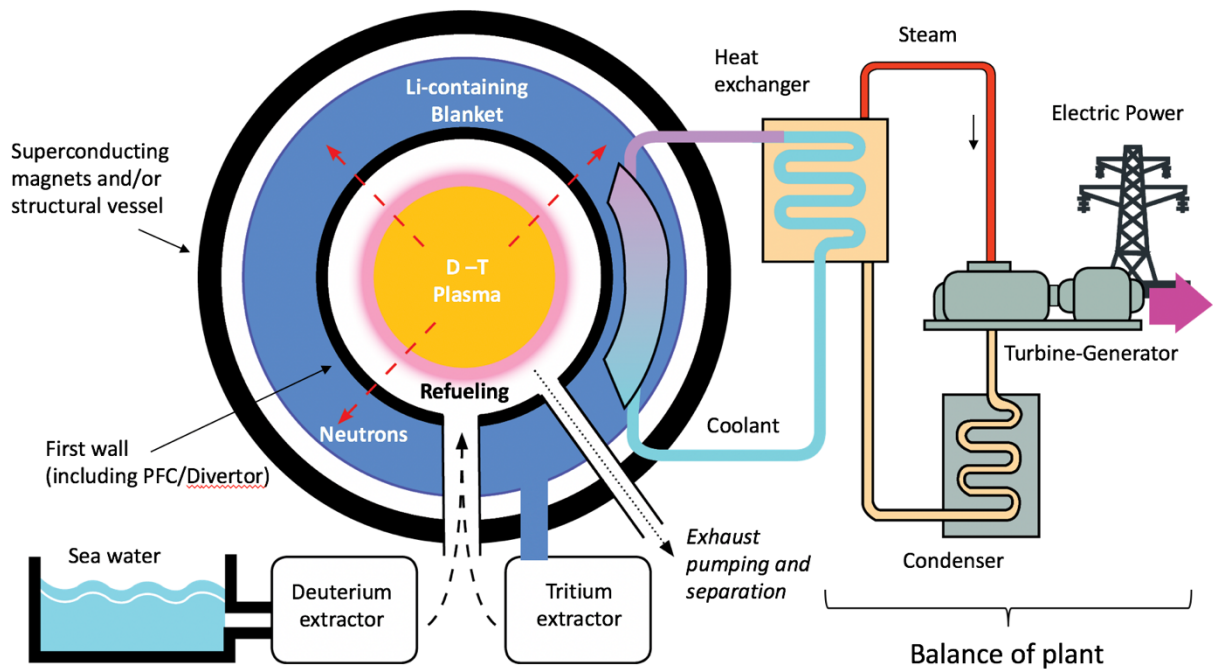 Steam
Heat
exchanger
Li-containing
Blanket
Electric Power
Superconducting
magnets and/or
structural vessel
D –T
Plasma
Turbine-Generator
Refueling
Neutrons
Coolant
First wall
(including PFC/Divertor)
Sea water
Deuterium
extractor
Tritium
extractor
Exhaust
pumping and
separation
Condenser
Balance of plant